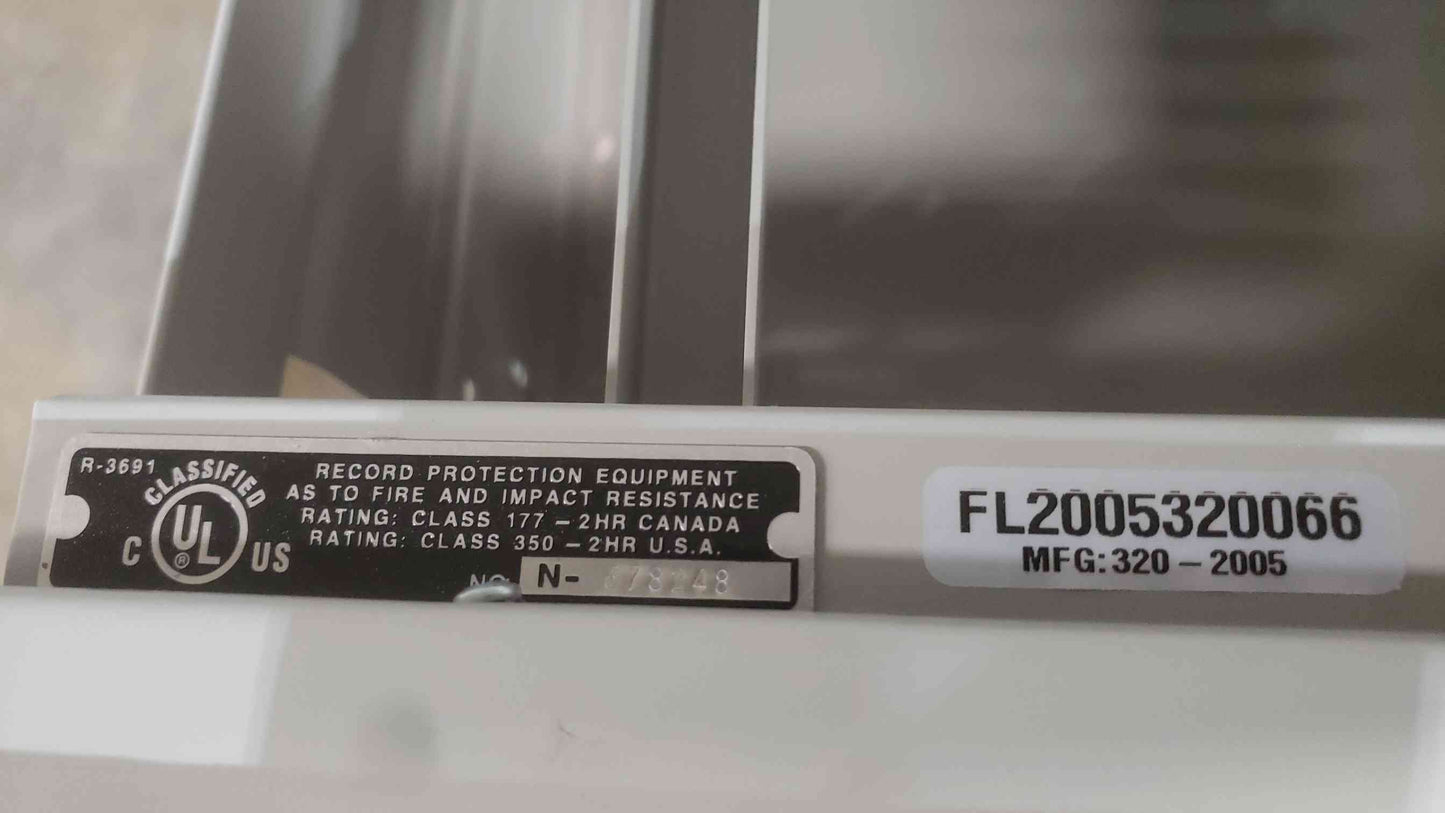 R-3691
CLASSIFIED
C UL US
®
RECORD PROTECTION EQUIPMENT
AS TO FIRE AND IMPACT RESISTANCE
RATING: CLASS 177 - 2HR CANADA
RATING: CLASS 350 - 2HR U.S.A.
NO. N-
FL2005320066
MFG: 320 - 2005